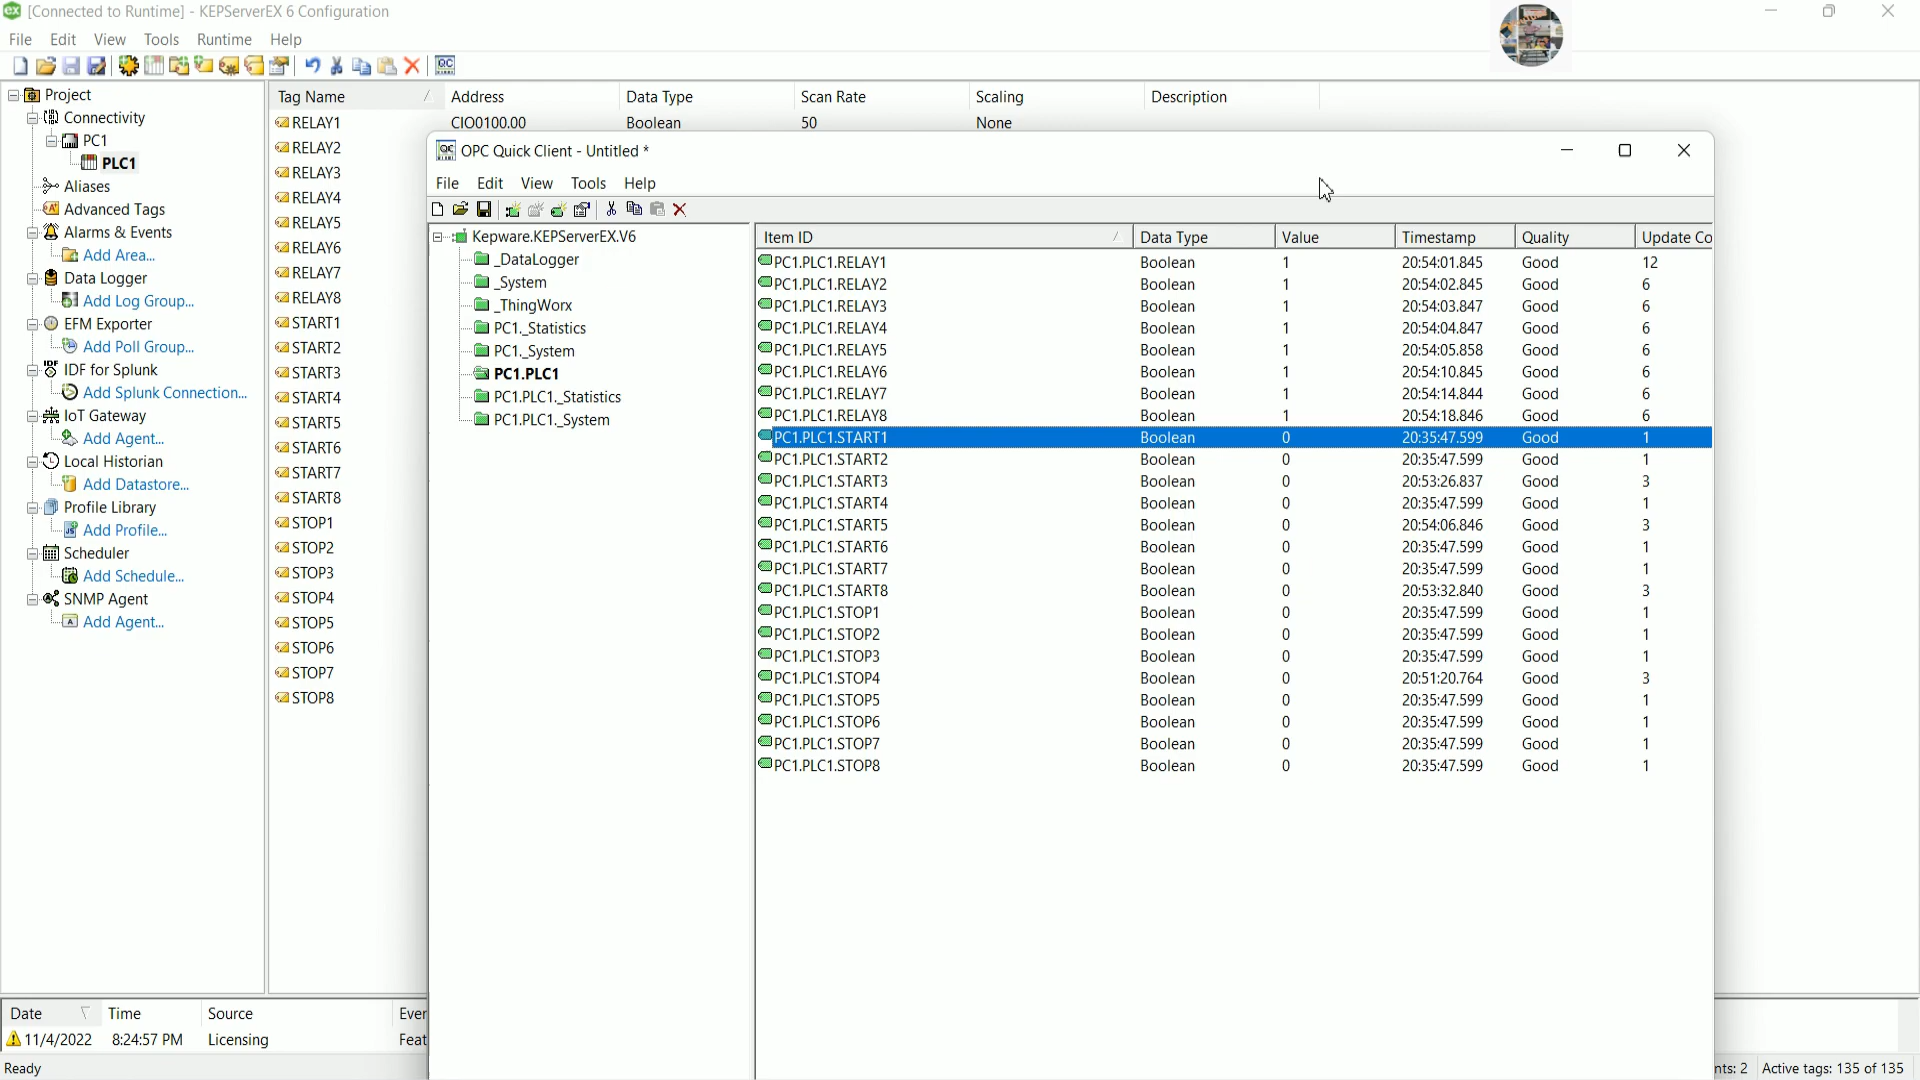 [Connected to Runtime] - KEPServerEX 6 Configuration
File Edit View Tools Runtime Help
Project
Connectivity
PC1
PLC1
Aliases
Advanced Tags
Alarms & Events
Add Area...
Data Logger
Add Log Group...
EFM Exporter
Add Poll Group...
IDF for Splunk
Add Splunk Connection...
IoT Gateway
Add Agent...
Local Historian
Add Datastore...
Profile Library
Add Profile...
Scheduler
Add Schedule...
SNMP Agent
Add Agent...
Tag Name Address Data Type Scan Rate Scaling Description
RELAY1 CIO0100.00 Boolean 50 None
RELAY2
RELAY3
RELAY4
RELAY5
RELAY6
RELAY7
RELAY8
START1
START2
START3
START4
START5
START6
START7
START8
STOP1
STOP2
STOP3
STOP4
STOP5
STOP6
STOP7
STOP8
OPC Quick Client - Untitled *
File Edit View Tools Help
Kepware.KEPServerEX.V6
_DataLogger
_System
_ThingWorx
PC1._Statistics
PC1._System
PC1.PLC1
PC1.PLC1._Statistics
PC1.PLC1._System
Item ID Data Type Value Timestamp Quality Update Co
PC1.PLC1.RELAY1 Boolean 1 20:54:01.845 Good 12
PC1.PLC1.RELAY2 Boolean 1 20:54:02.845 Good 6
PC1.PLC1.RELAY3 Boolean 1 20:54:03.847 Good 6
PC1.PLC1.RELAY4 Boolean 1 20:54:04.847 Good 6
PC1.PLC1.RELAY5 Boolean 1 20:54:05.858 Good 6
PC1.PLC1.RELAY6 Boolean 1 20:54:10.845 Good 6
PC1.PLC1.RELAY7 Boolean 1 20:54:14.844 Good 6
PC1.PLC1.RELAY8 Boolean 1 20:54:18.846 Good 6
PC1.PLC1.START1 Boolean 0 20:35:47.599 Good 1
PC1.PLC1.START2 Boolean 0 20:35:47.599 Good 1
PC1.PLC1.START3 Boolean 0 20:53:26.837 Good 3
PC1.PLC1.START4 Boolean 0 20:35:47.599 Good 1
PC1.PLC1.START5 Boolean 0 20:54:06.846 Good 3
PC1.PLC1.START6 Boolean 0 20:35:47.599 Good 1
PC1.PLC1.START7 Boolean 0 20:35:47.599 Good 1
PC1.PLC1.START8 Boolean 0 20:53:32.840 Good 3
PC1.PLC1.STOP1 Boolean 0 20:35:47.599 Good 1
PC1.PLC1.STOP2 Boolean 0 20:35:47.599 Good 1
PC1.PLC1.STOP3 Boolean 0 20:35:47.599 Good 1
PC1.PLC1.STOP4 Boolean 0 20:51:20.764 Good 3
PC1.PLC1.STOP5 Boolean 0 20:35:47.599 Good 1
PC1.PLC1.STOP6 Boolean 0 20:35:47.599 Good 1
PC1.PLC1.STOP7 Boolean 0 20:35:47.599 Good 1
PC1.PLC1.STOP8 Boolean 0 20:35:47.599 Good 1
Date Time Source Ever
11/4/2022 8:24:57 PM Licensing Feat
Ready nts: 2 Active tags: 135 of 135